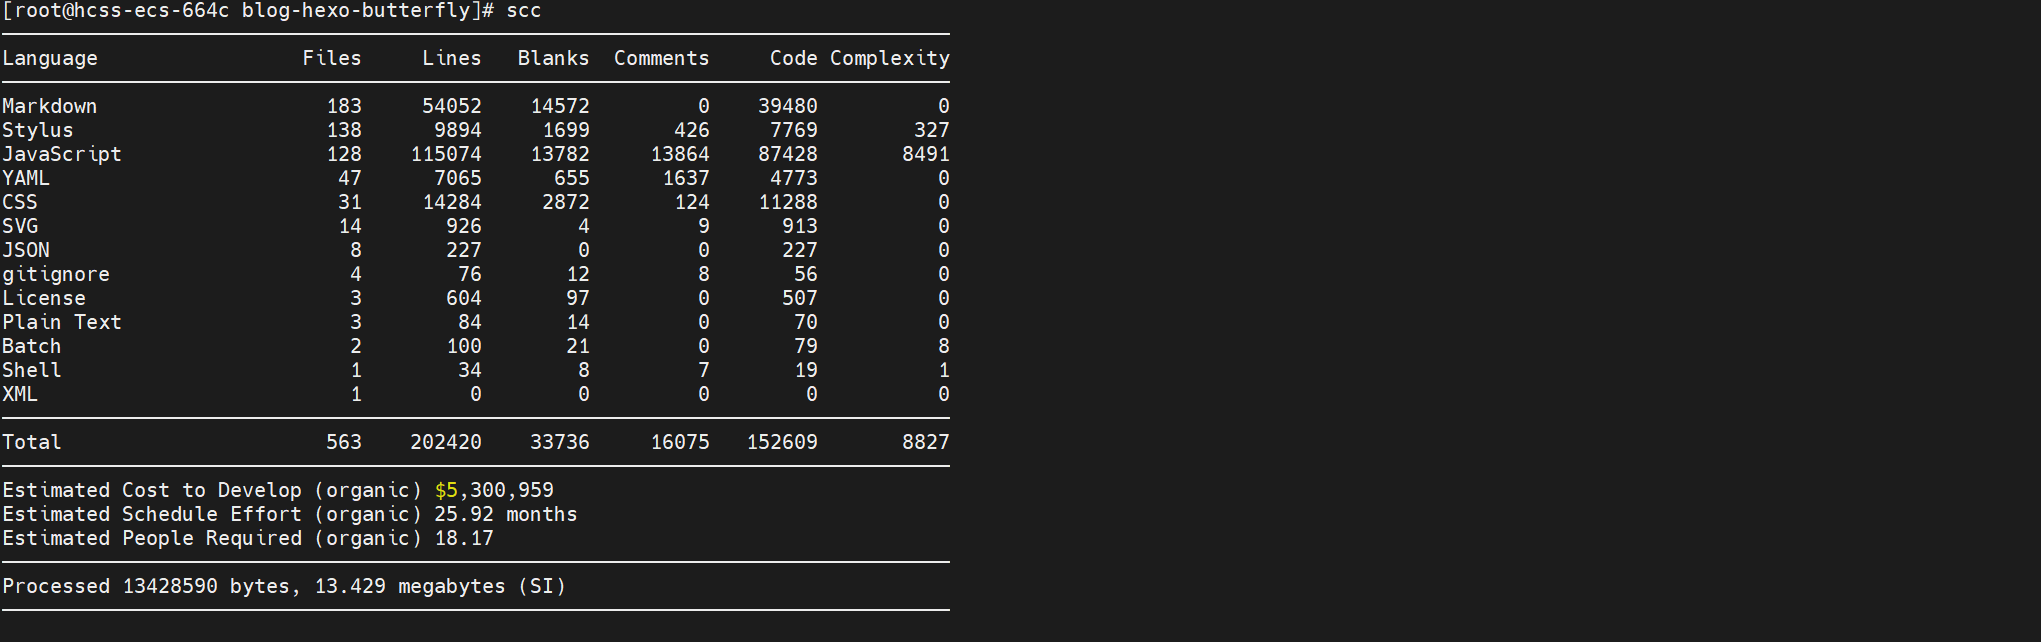 [root@hcss-ecs-664c blog-hexo-butterfly]# scc
Language Files Lines Blanks Comments Code Complexity
Markdown 183 54052 14572 0 39480 0
Stylus 138 9894 1699 426 7769 327
JavaScript 128 115074 13782 13864 87428 8491
YAML 47 7065 655 1637 4773 0
CSS 31 14284 2872 124 11288 0
SVG 14 926 4 9 913 0
JSON 8 227 0 0 227 0
gitignore 4 76 12 8 56 0
License 3 604 97 0 507 0
Plain Text 3 84 14 0 70 0
Batch 2 100 21 0 79 8
Shell 1 34 8 7 19 1
XML 1 0 0 0 0 0
Total 563 202420 33736 16075 152609 8827
Estimated Cost to Develop (organic) $5,300,959
Estimated Schedule Effort (organic) 25.92 months
Estimated People Required (organic) 18.17
Processed 13428590 bytes, 13.429 megabytes (SI)